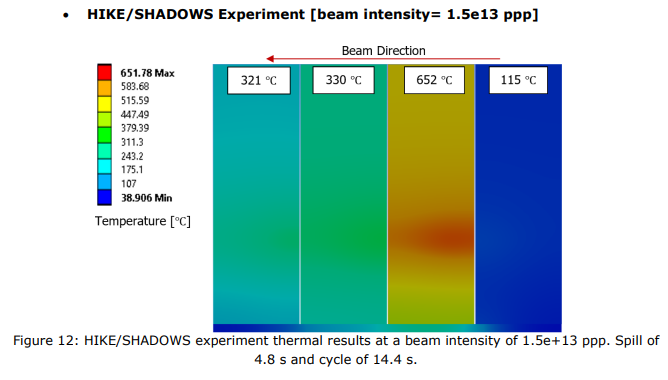 • HIKE/SHADOWS Experiment [beam intensity= 1.5e13 ppp]
Beam Direction
321 °C 330 °C 652 °C 115 °C
651.78 Max
583.68
515.59
447.49
379.39
311.3
243.2
175.1
107
38.906 Min
Temperature [°C]
Figure 12: HIKE/SHADOWS experiment thermal results at a beam intensity of 1.5e+13 ppp. Spill of
4.8 s and cycle of 14.4 s.